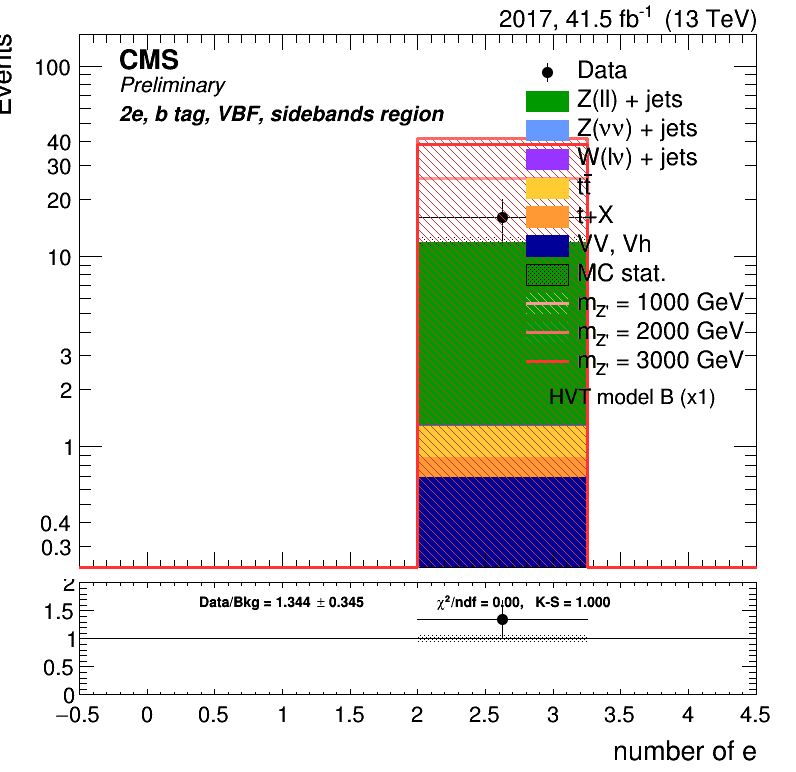 2017, 41.5 fb⁻¹ (13 TeV)
Events
CMS
Preliminary
2e, b tag, VBF, sidebands region
Data
Z(ll) + jets
Z(νν) + jets
W(lν) + jets
tt̅
t+X
VV, Vh
MC stat.
m_Z' = 1000 GeV
m_Z' = 2000 GeV
m_Z' = 3000 GeV
HVT model B (x1)
100
40
30
20
10
3
2
1
0.4
0.3
Data/Bkg = 1.344 ± 0.345
χ²/ndf = 0.00, K-S = 1.000
2
1.5
1
0.5
0
−0.5 0 0.5 1 1.5 2 2.5 3 3.5 4 4.5
number of e